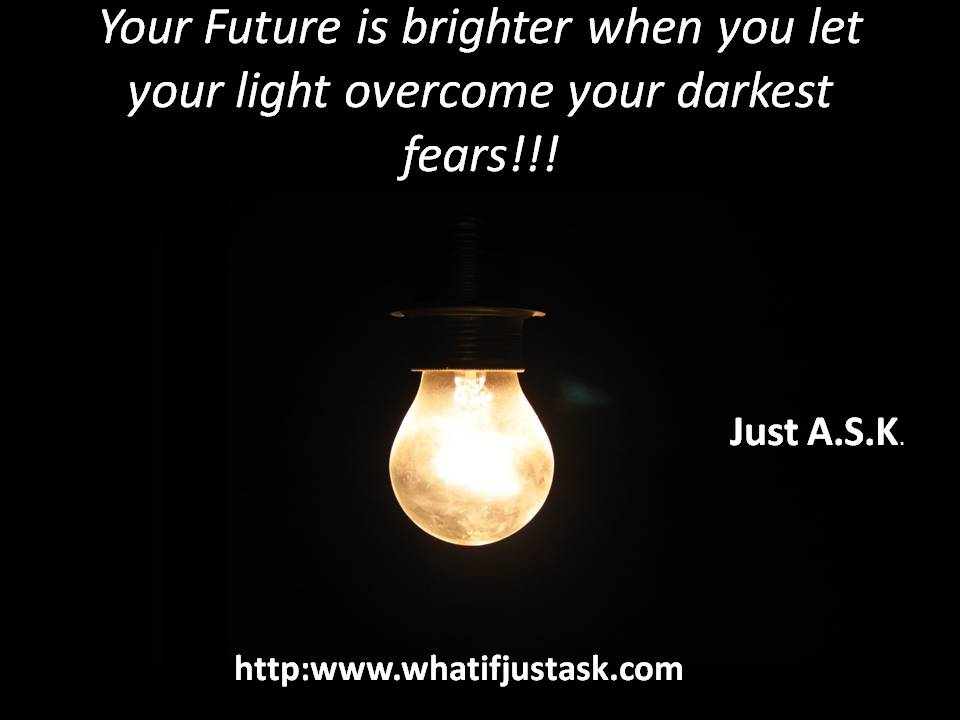 Your Future is brighter when you let
your light overcome your darkest
fears!!!
Just A.S.K.
http:www.whatifjustask.com